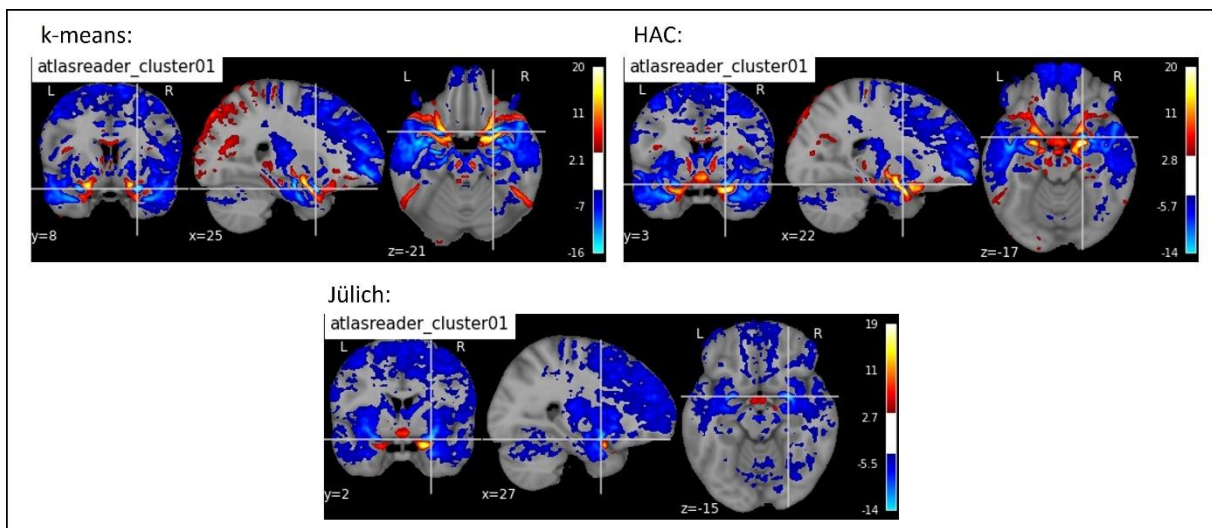 k-means:
atlasreader_cluster01
L R L R
20
11
2.1
-7
-16
y=8 x=25 z=-21
HAC:
atlasreader_cluster01
L R L R
20
11
2.8
-5.7
-14
y=3 x=22 z=-17
Jülich:
atlasreader_cluster01
L R L R
19
11
2.7
-5.5
-14
y=2 x=27 z=-15